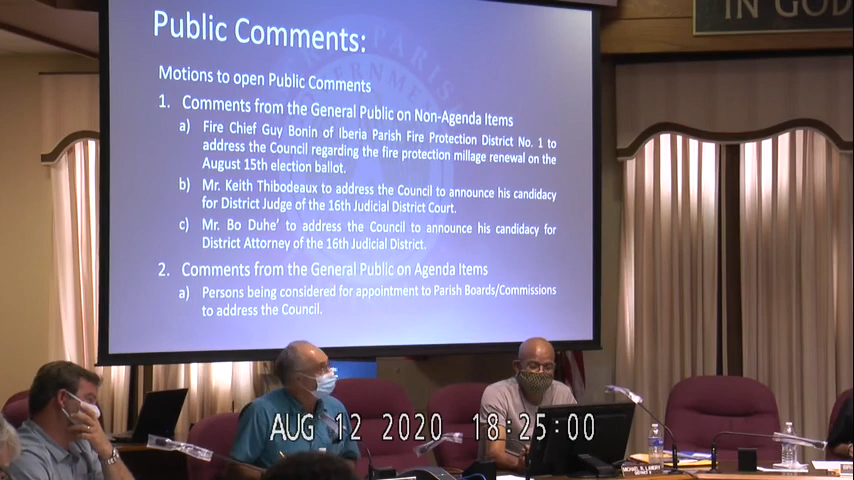 IN GOD
Public Comments:
Motions to open Public Comments
1. Comments from the General Public on Non-Agenda Items
a) Fire Chief Guy Bonin of Iberia Parish Fire Protection District No. 1 to
address the Council regarding the fire protection millage renewal on the
August 15th election ballot.
b) Mr. Keith Thibodeaux to address the Council to announce his candidacy
for District Judge of the 16th Judicial District Court.
c) Mr. Bo Duhe' to address the Council to announce his candidacy for
District Attorney of the 16th Judicial District.
2. Comments from the General Public on Agenda Items
a) Persons being considered for appointment to Parish Boards/Commissions
to address the Council.
AUG 12 2020 18:25:00
MICHAEL R. LANDRY